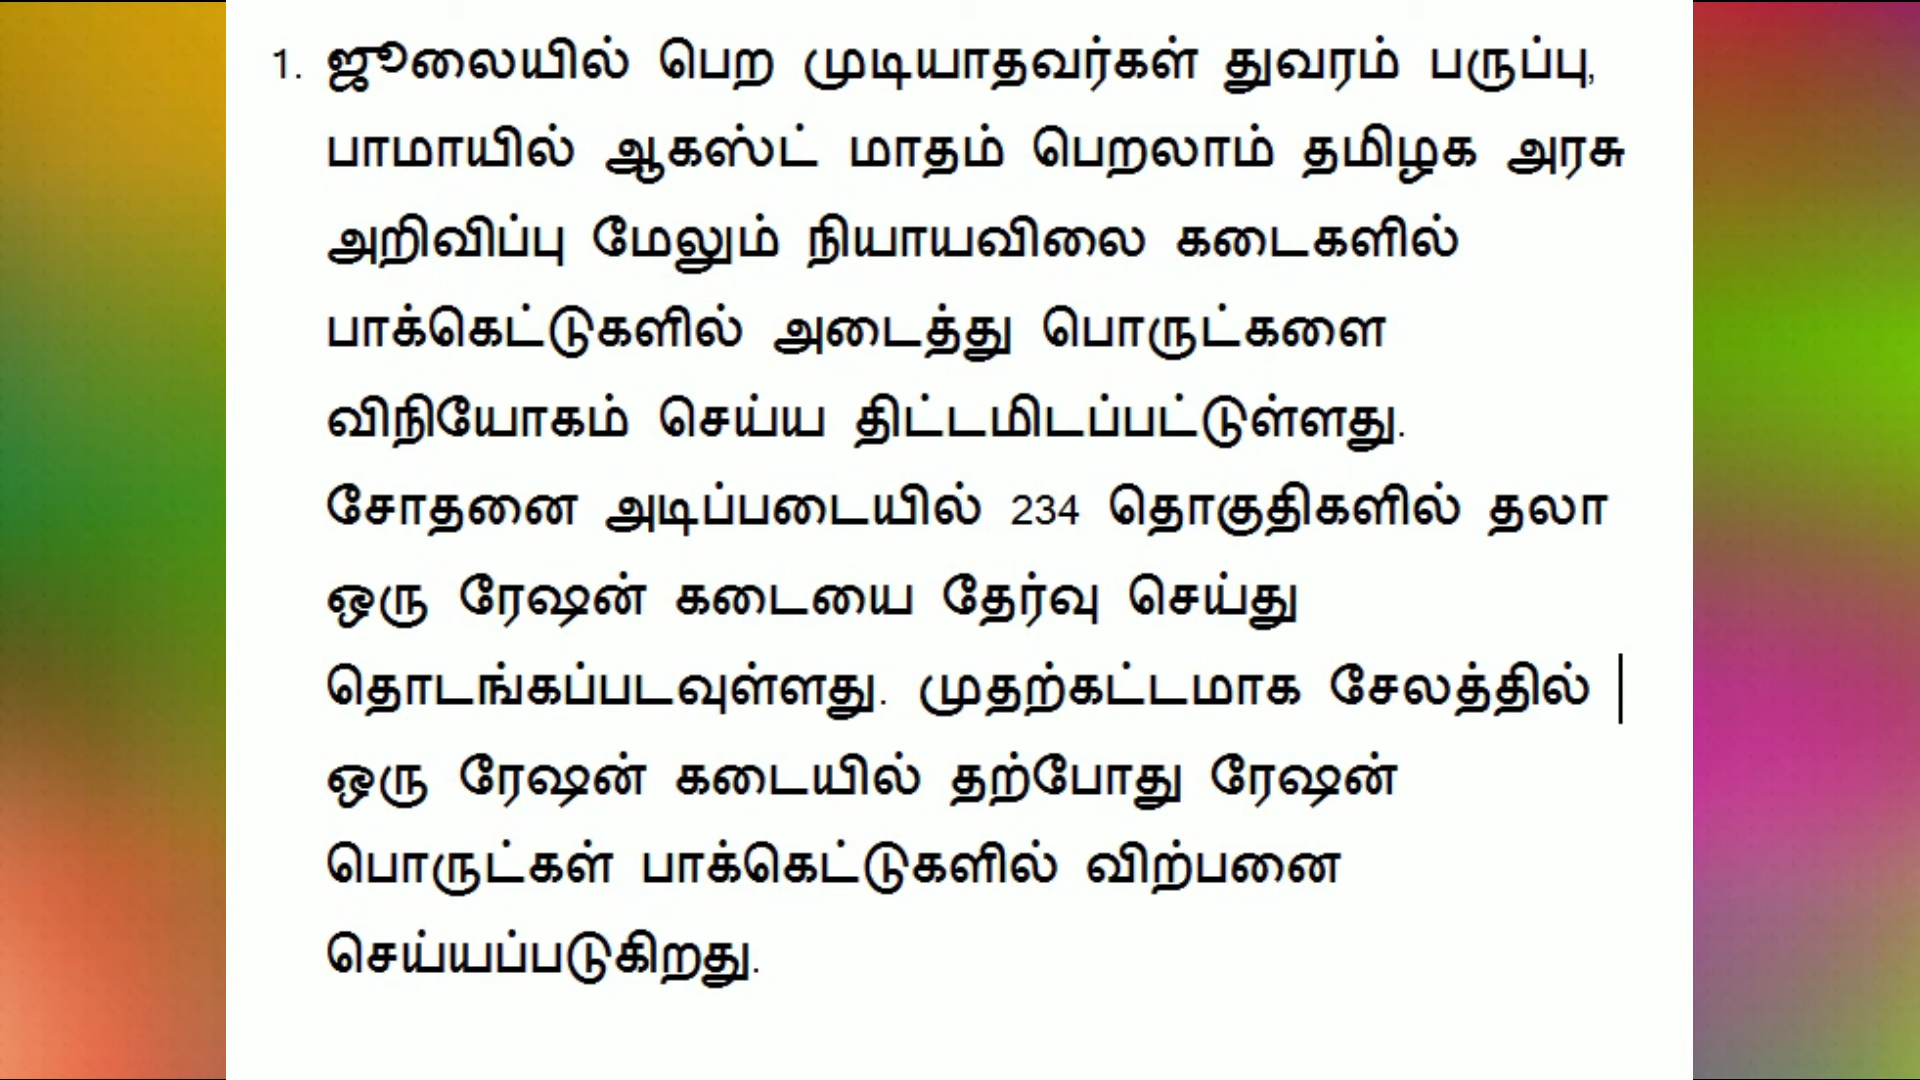 1. ஜூலையில் பெற முடியாதவர்கள் துவரம் பருப்பு,
பாமாயில் ஆகஸ்ட் மாதம் பெறலாம் தமிழக அரசு
அறிவிப்பு மேலும் நியாயவிலை கடைகளில்
பாக்கெட்டுகளில் அடைத்து பொருட்களை
விநியோகம் செய்ய திட்டமிடப்பட்டுள்ளது.
சோதனை அடிப்படையில் 234 தொகுதிகளில் தலா
ஒரு ரேஷன் கடையை தேர்வு செய்து
தொடங்கப்படவுள்ளது. முதற்கட்டமாக சேலத்தில்
ஒரு ரேஷன் கடையில் தற்போது ரேஷன்
பொருட்கள் பாக்கெட்டுகளில் விற்பனை
செய்யப்படுகிறது.